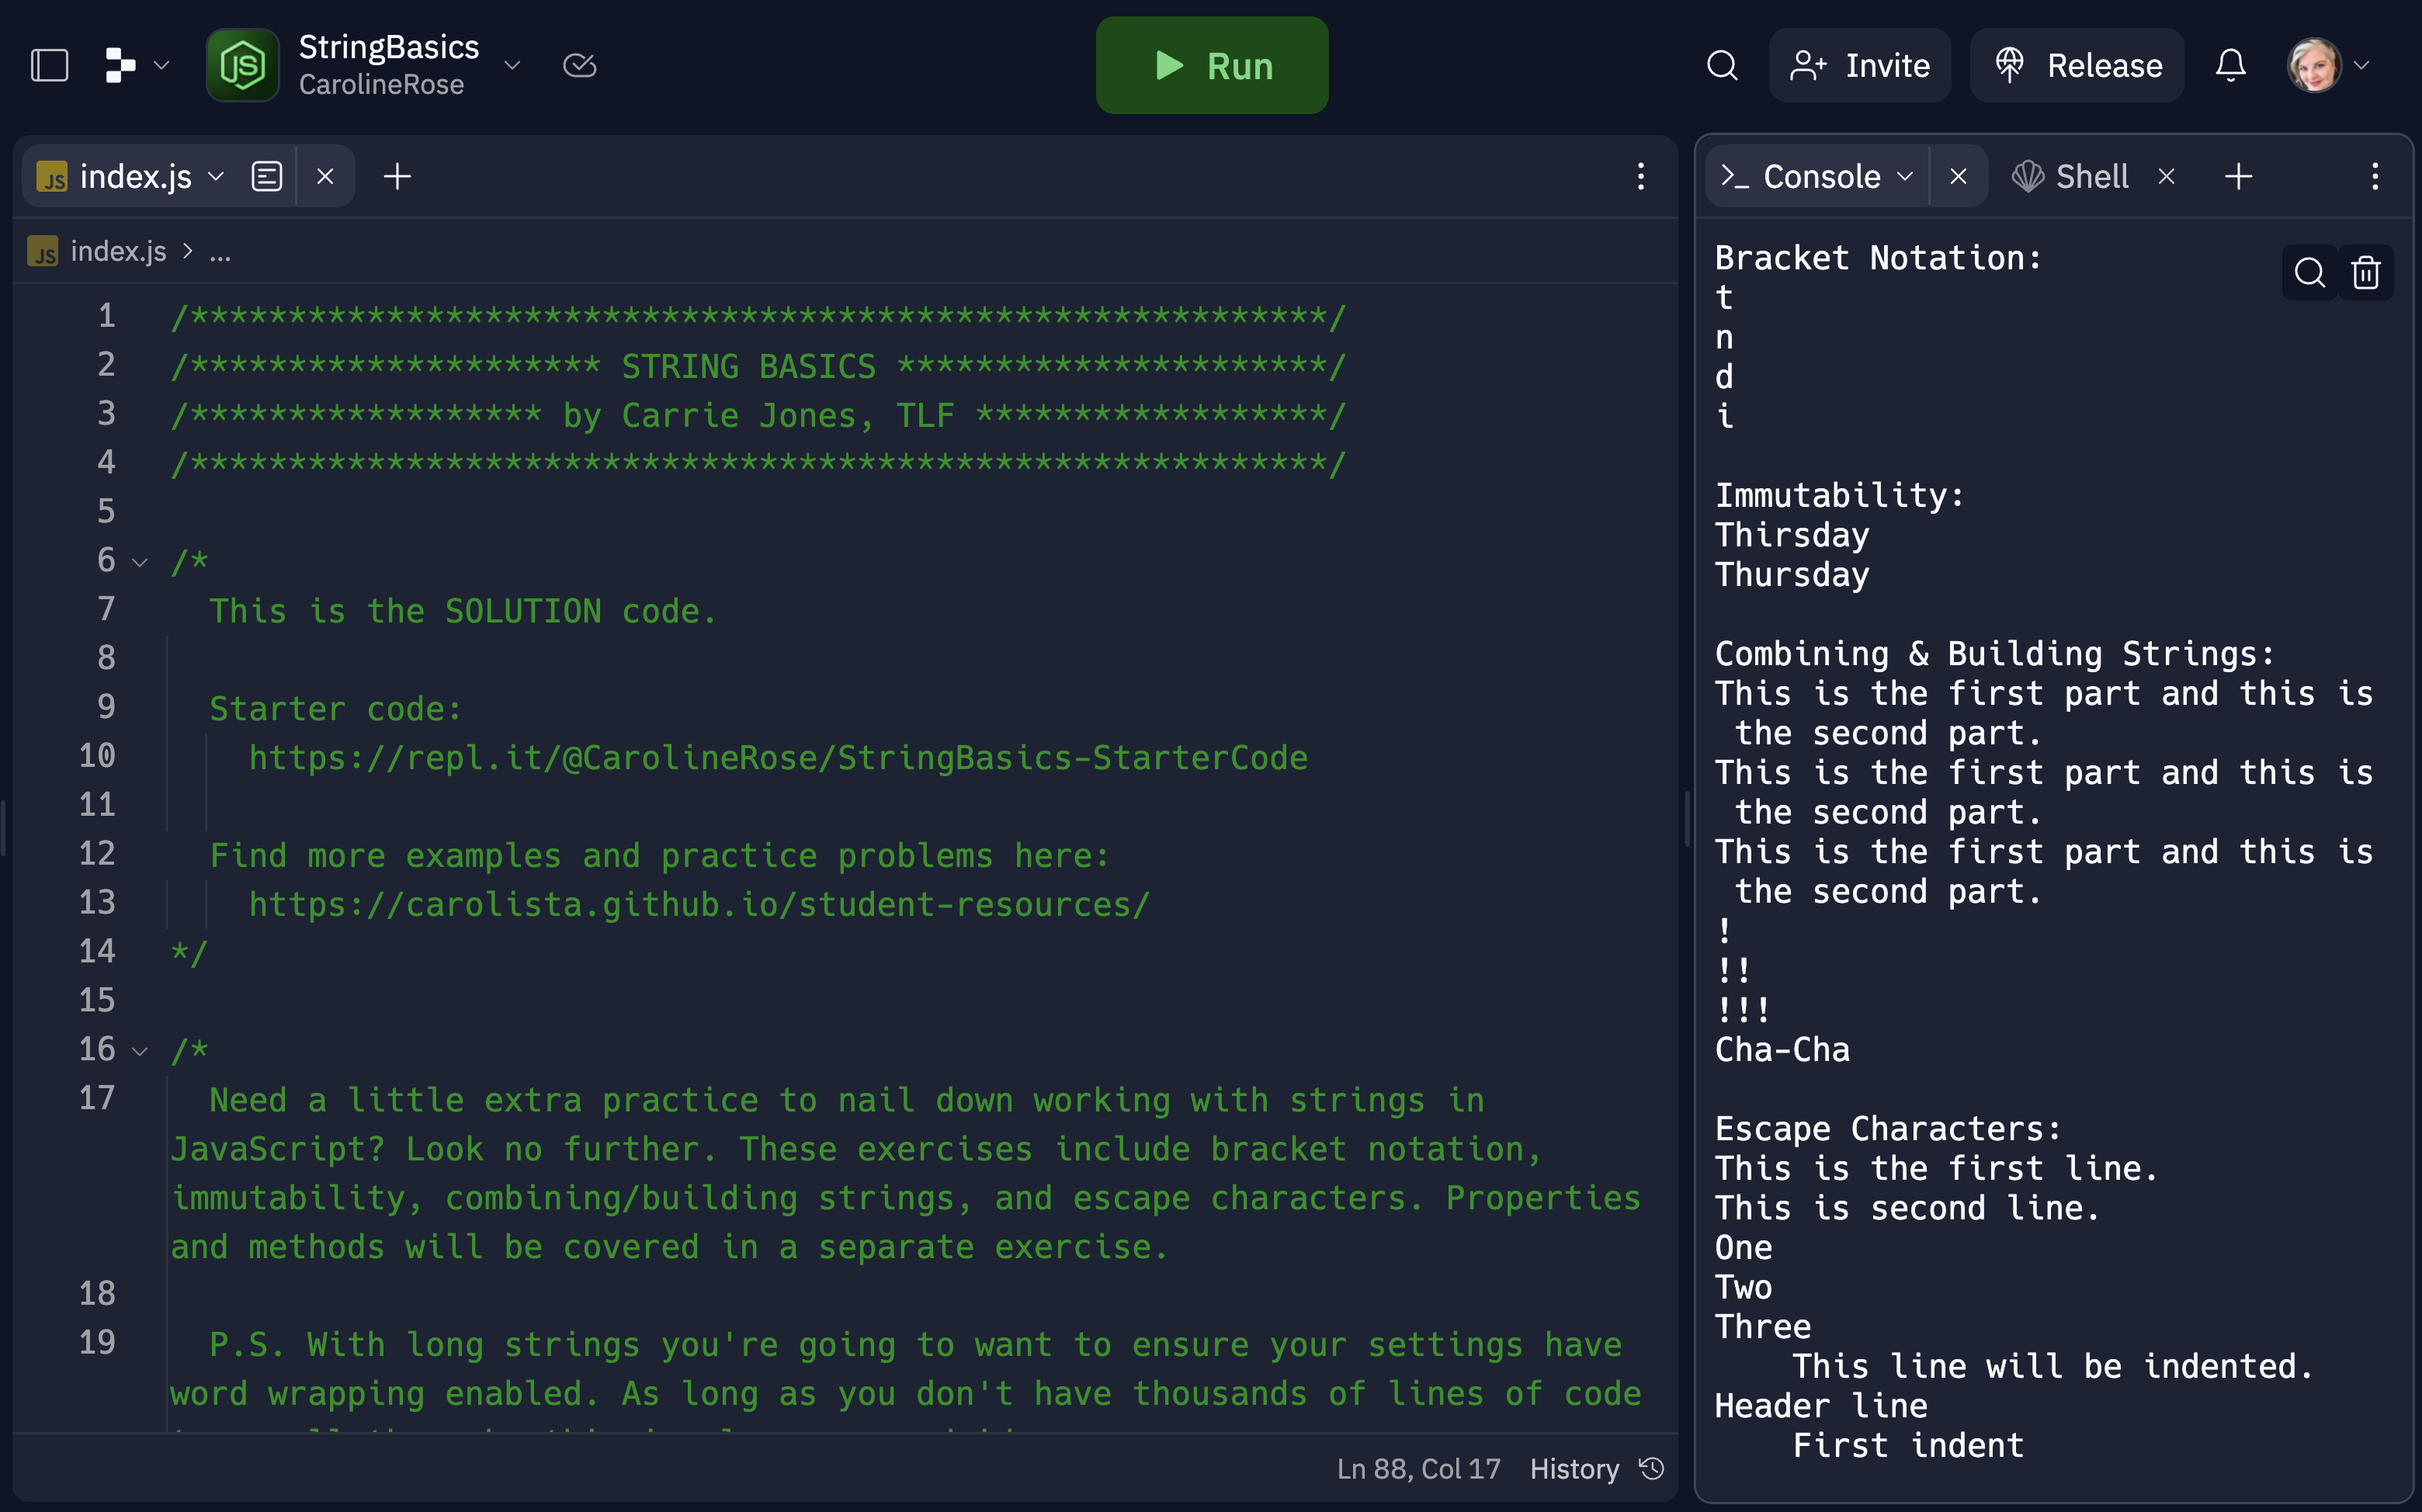 StringBasics
CarolineRose
Run
Invite
Release
index.js
index.js > ...
1 /**********************************************************/
2 /********************* STRING BASICS **********************/
3 /****************** by Carrie Jones, TLF ******************/
4 /**********************************************************/
5
6 /*
7 This is the SOLUTION code.
8
9 Starter code:
10 https://repl.it/@CarolineRose/StringBasics-StarterCode
11
12 Find more examples and practice problems here:
13 https://carolista.github.io/student-resources/
14 */
15
16 /*
17 Need a little extra practice to nail down working with strings in
JavaScript? Look no further. These exercises include bracket notation,
immutability, combining/building strings, and escape characters. Properties
and methods will be covered in a separate exercise.
18
19 P.S. With long strings you're going to want to ensure your settings have
word wrapping enabled. As long as you don't have thousands of lines of code
Ln 88, Col 17 History
>_ Console
Shell
Bracket Notation:
t
n
d
i
Immutability:
Thirsday
Thursday
Combining & Building Strings:
This is the first part and this is
the second part.
This is the first part and this is
the second part.
This is the first part and this is
the second part.
!
!!
!!!
Cha-Cha
Escape Characters:
This is the first line.
This is second line.
One
Two
Three
This line will be indented.
Header line
First indent